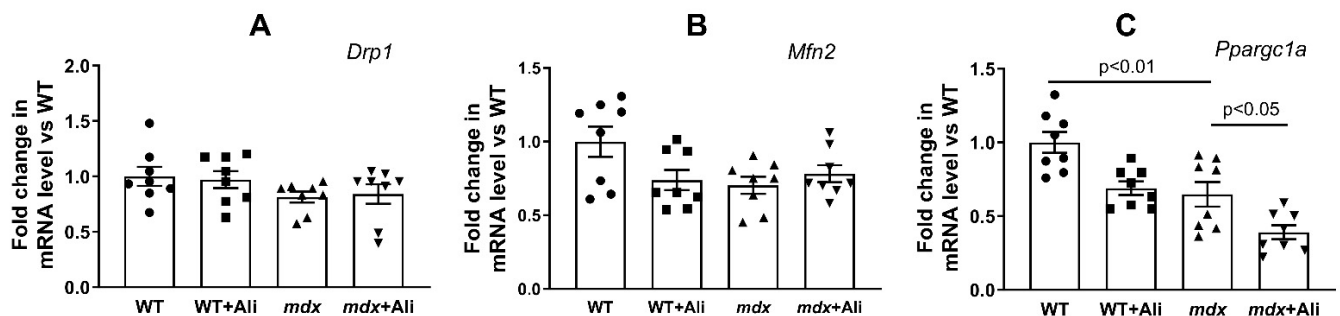 A
Drp1
Fold change in
mRNA level vs WT
2.0
1.5
1.0
0.5
0.0
WT
WT+Ali
mdx
mdx+Ali
B
Mfn2
Fold change in
mRNA level vs WT
1.5
1.0
0.5
0.0
WT
WT+Ali
mdx
mdx+Ali
C
Ppargc1a
Fold change in
mRNA level vs WT
1.5
1.0
0.5
0.0
p<0.01
p<0.05
WT
WT+Ali
mdx
mdx+Ali